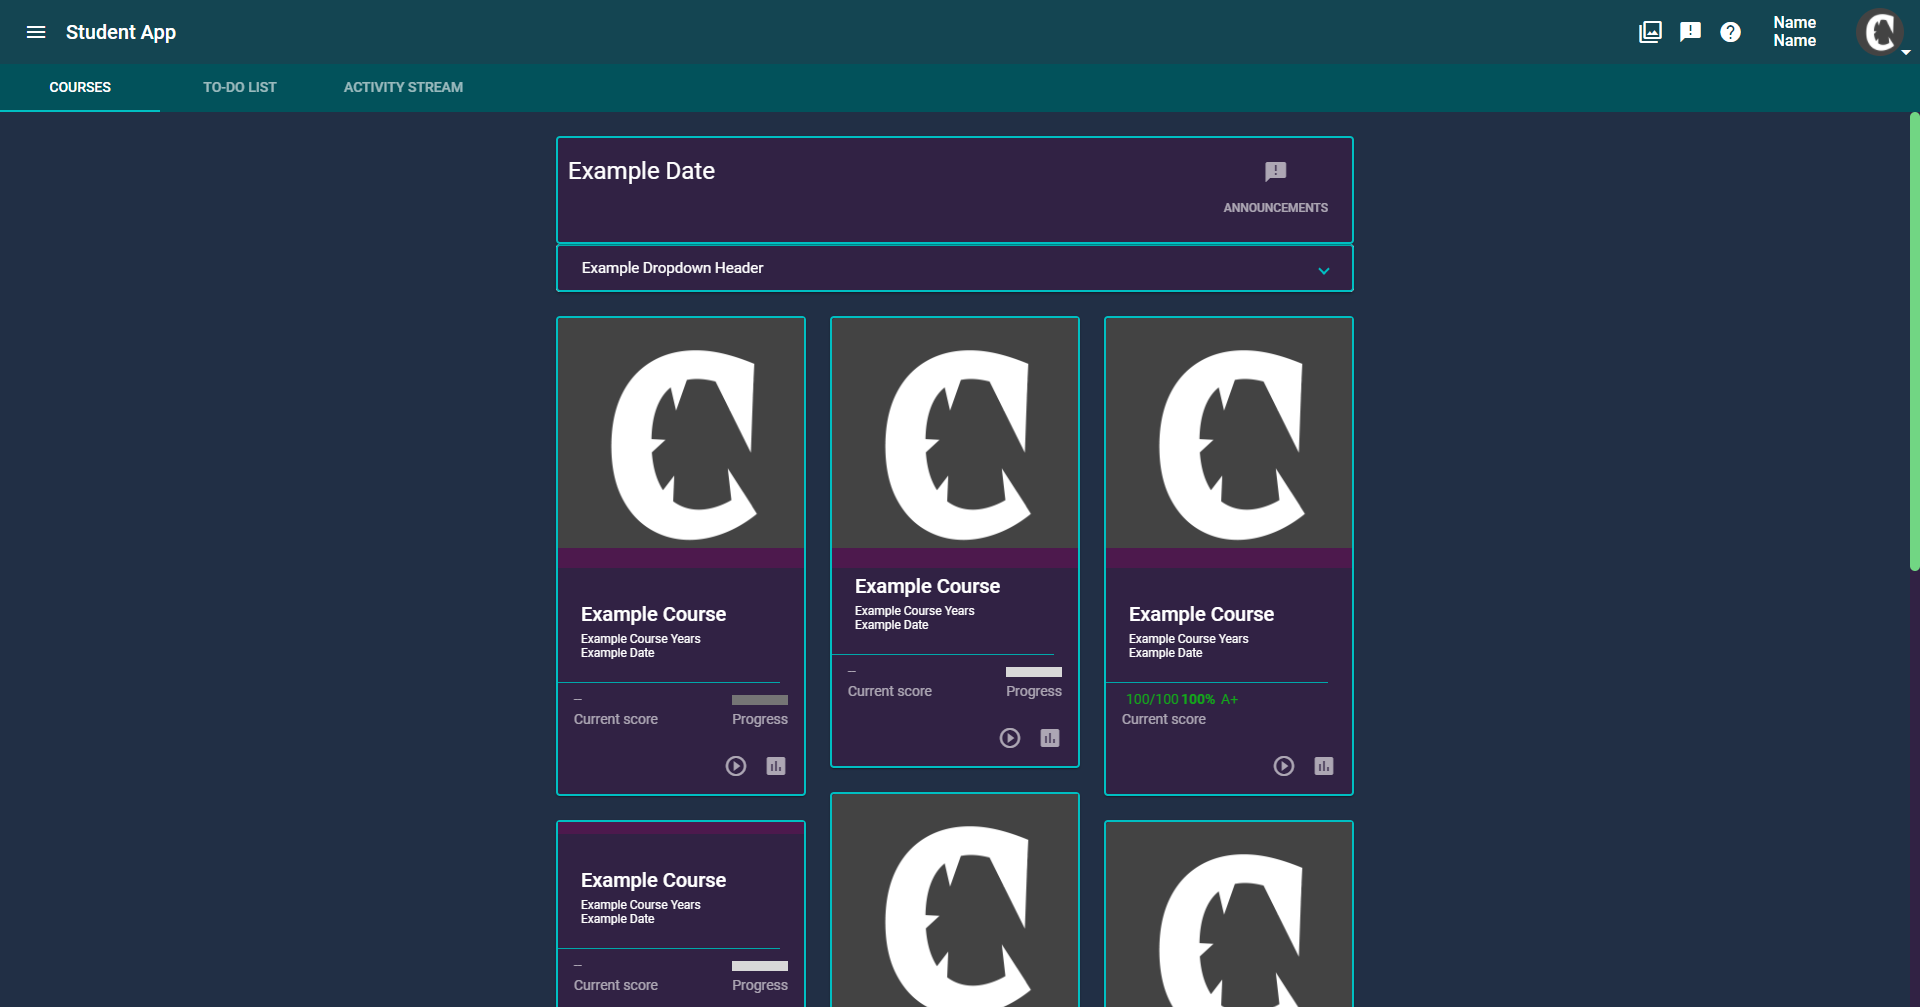 Student App
Name
Name
COURSES
TO-DO LIST
ACTIVITY STREAM
Example Date
ANNOUNCEMENTS
Example Dropdown Header
Example Course
Example Course Years
Example Date
–
Current score
Progress
Example Course
Example Course Years
Example Date
–
Current score
Progress
Example Course
Example Course Years
Example Date
100/100 100% A+
Current score
Example Course
Example Course Years
Example Date
–
Current score
Progress